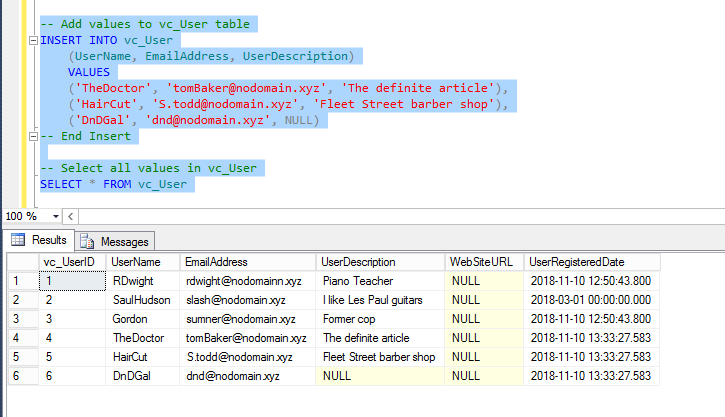 -- Add values to vc_User table
INSERT INTO vc_User
(UserName, EmailAddress, UserDescription)
VALUES
('TheDoctor', 'tomBaker@nodomain.xyz', 'The definite article'),
('HairCut', 'S.todd@nodomain.xyz', 'Fleet Street barber shop'),
('DnDGal', 'dnd@nodomain.xyz', NULL)
-- End Insert
-- Select all values in vc_User
SELECT * FROM vc_User
100 %
Results Messages
vc_UserID UserName EmailAddress UserDescription WebSiteURL UserRegisteredDate
1 1 RDwight rdwight@nodomainn.xyz Piano Teacher NULL 2018-11-10 12:50:43.800
2 2 SaulHudson slash@nodomain.xyz I like Les Paul guitars NULL 2018-03-01 00:00:00.000
3 3 Gordon sumner@nodomain.xyz Former cop NULL 2018-11-10 12:50:43.800
4 4 TheDoctor tomBaker@nodomain.xyz The definite article NULL 2018-11-10 13:33:27.583
5 5 HairCut S.todd@nodomain.xyz Fleet Street barber shop NULL 2018-11-10 13:33:27.583
6 6 DnDGal dnd@nodomain.xyz NULL NULL 2018-11-10 13:33:27.583